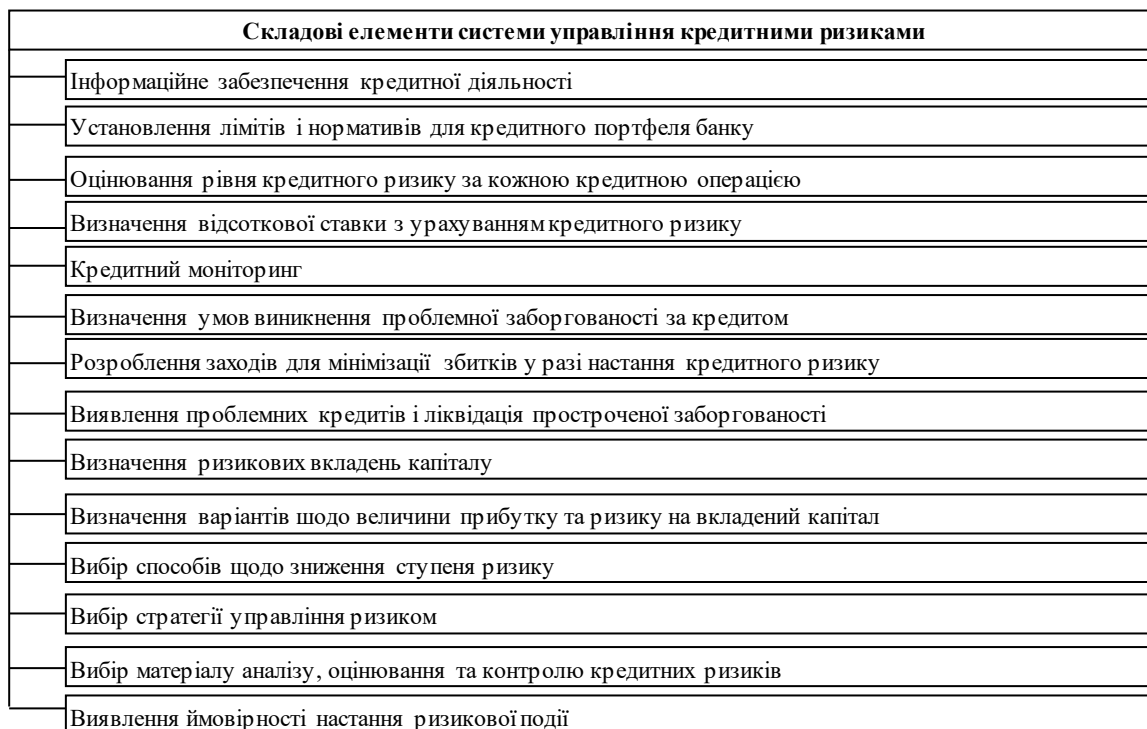 Складові елементи системи управління кредитними ризиками
Інформаційне забезпечення кредитної діяльності
Установлення лімітів і нормативів для кредитного портфеля банку
Оцінювання рівня кредитного ризику за кожною кредитною операцією
Визначення відсоткової ставки з урахуванням кредитного ризику
Кредитний моніторинг
Визначення умов виникнення проблемної заборгованості за кредитом
Розроблення заходів для мінімізації збитків у разі настання кредитного ризику
Виявлення проблемних кредитів і ліквідація простроченої заборгованості
Визначення ризикових вкладень капіталу
Визначення варіантів шодо величини прибутку та ризику на вкладений капітал
Вибір способів щодо зниження ступеня ризику
Вибір стратегії управління ризиком
Вибір матеріалу аналізу, оцінювання та контролю кредитних ризиків
Виявлення ймовірності настання ризикової події